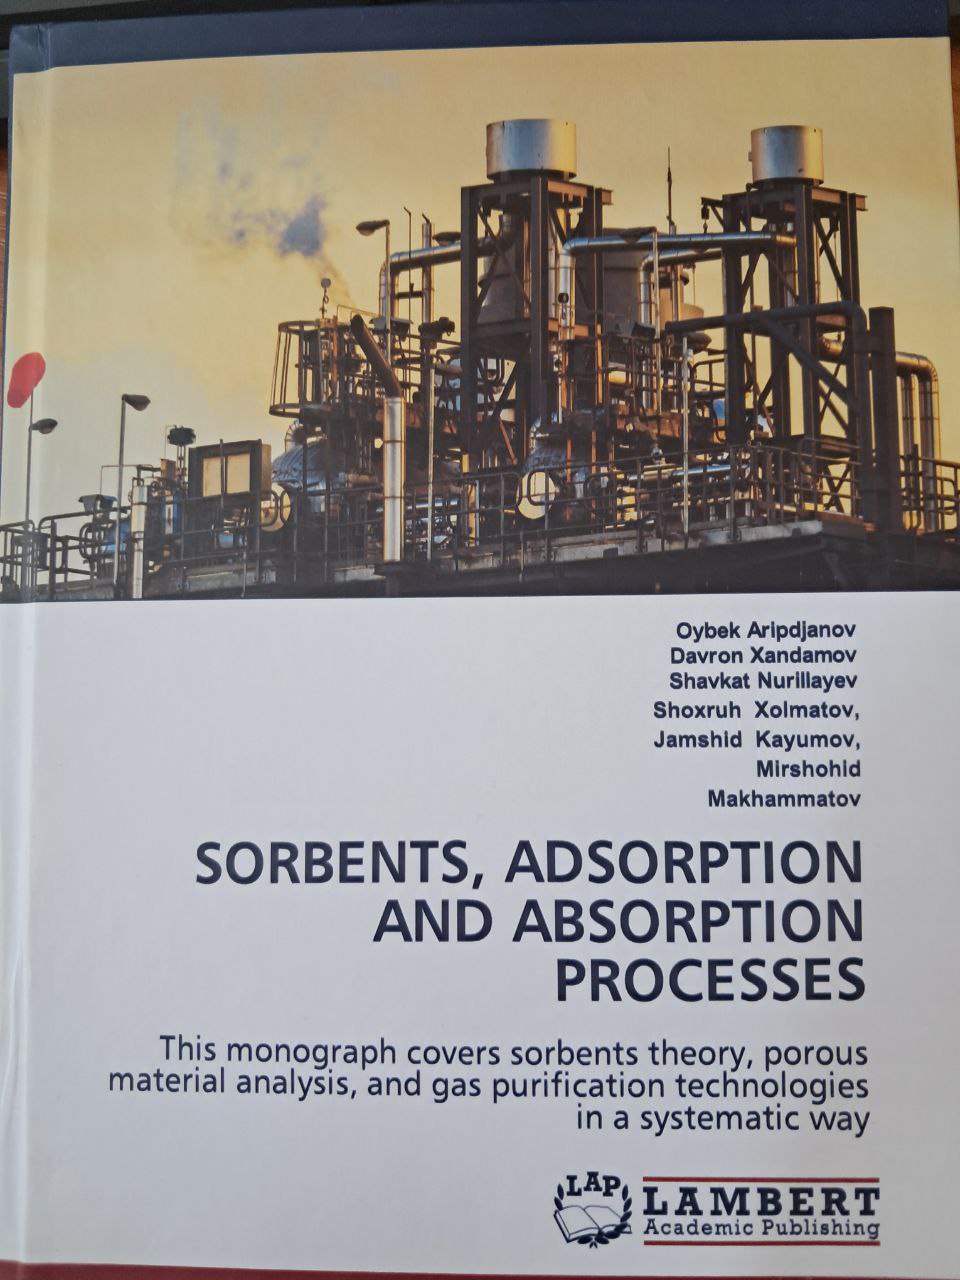 Oybek Aripdjanov
Davron Xandamov
Shavkat Nurillayev
Shoxruh Xolmatov,
Jamshid Kayumov,
Mirshohid
Makhammatov
SORBENTS, ADSORPTION
AND ABSORPTION
PROCESSES
This monograph covers sorbents theory, porous
material analysis, and gas purification technologies
in a systematic way
LAP
LAMBERT
Academic Publishing